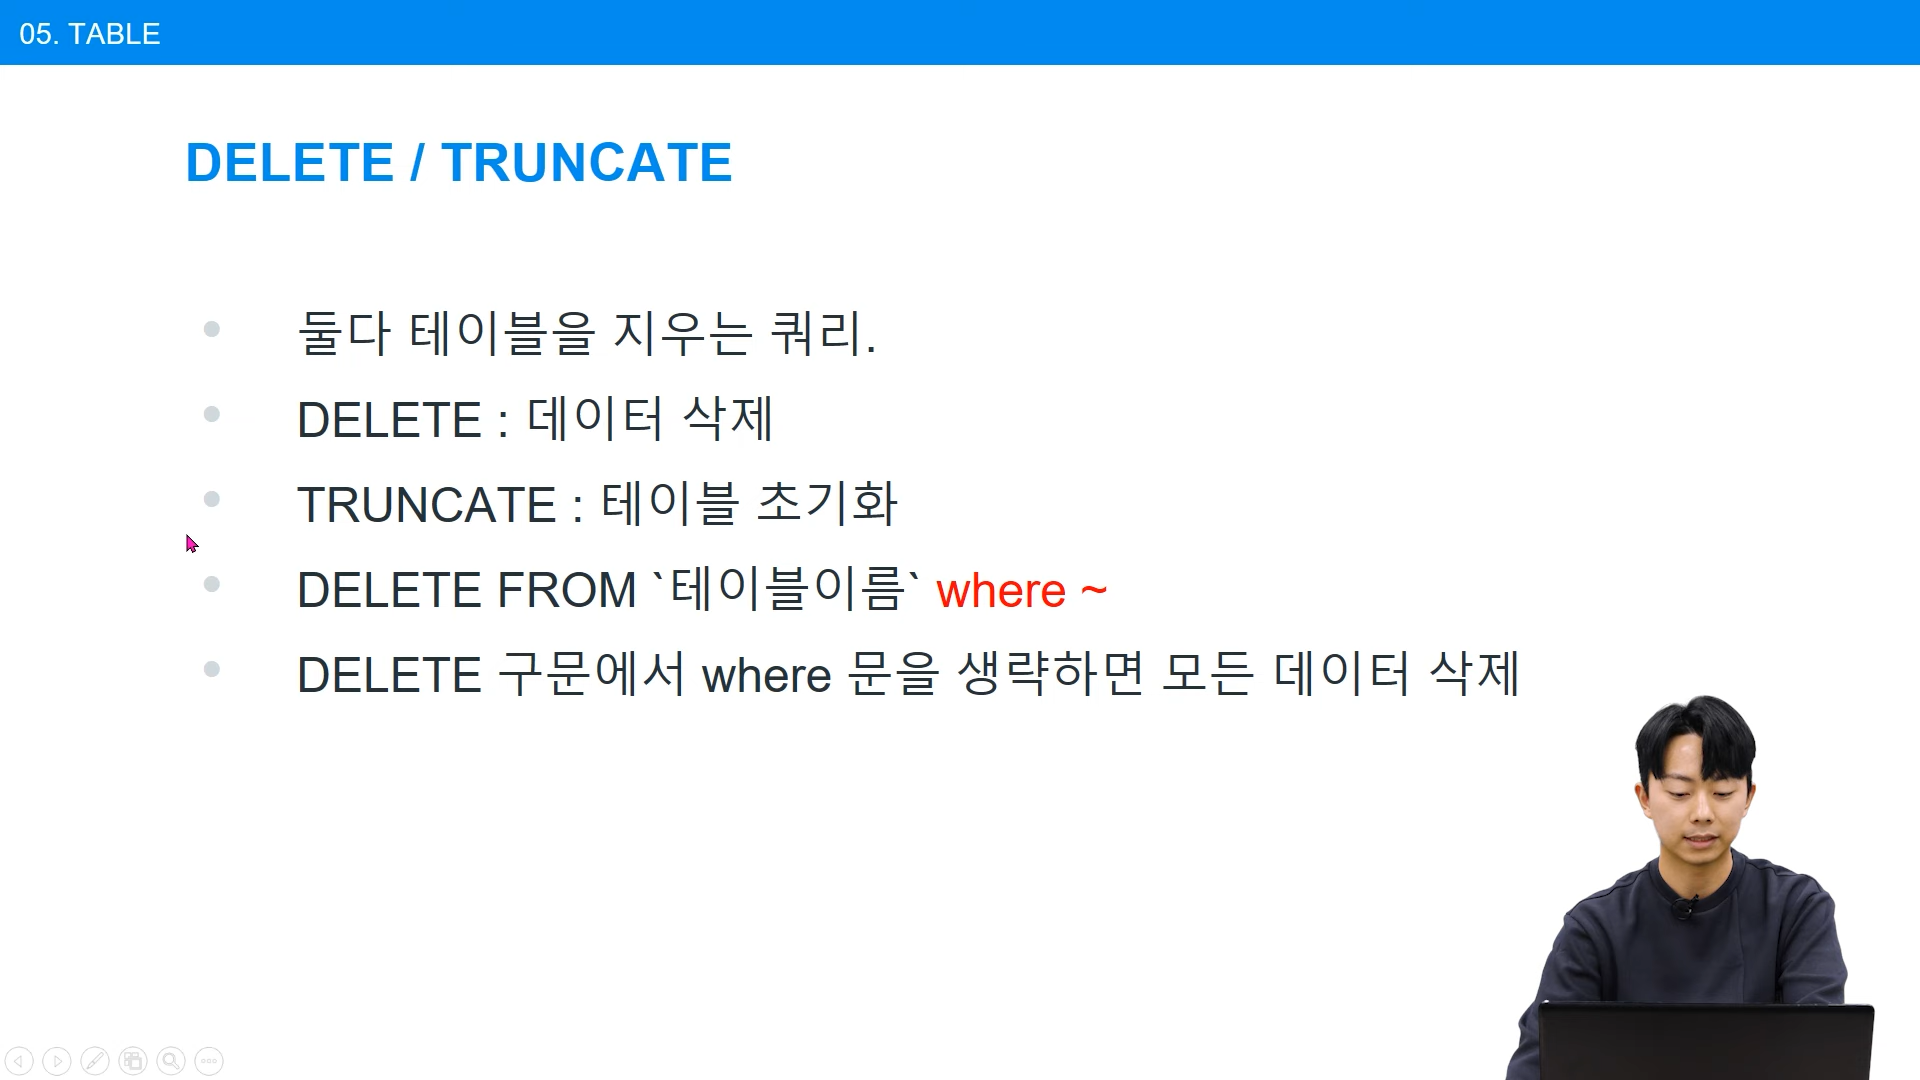 05. TABLE
DELETE / TRUNCATE
둘다 테이블을 지우는 쿼리.
DELETE : 데이터 삭제
TRUNCATE : 테이블 초기화
DELETE FROM `테이블이름` where ~
DELETE 구문에서 where 문을 생략하면 모든 데이터 삭제